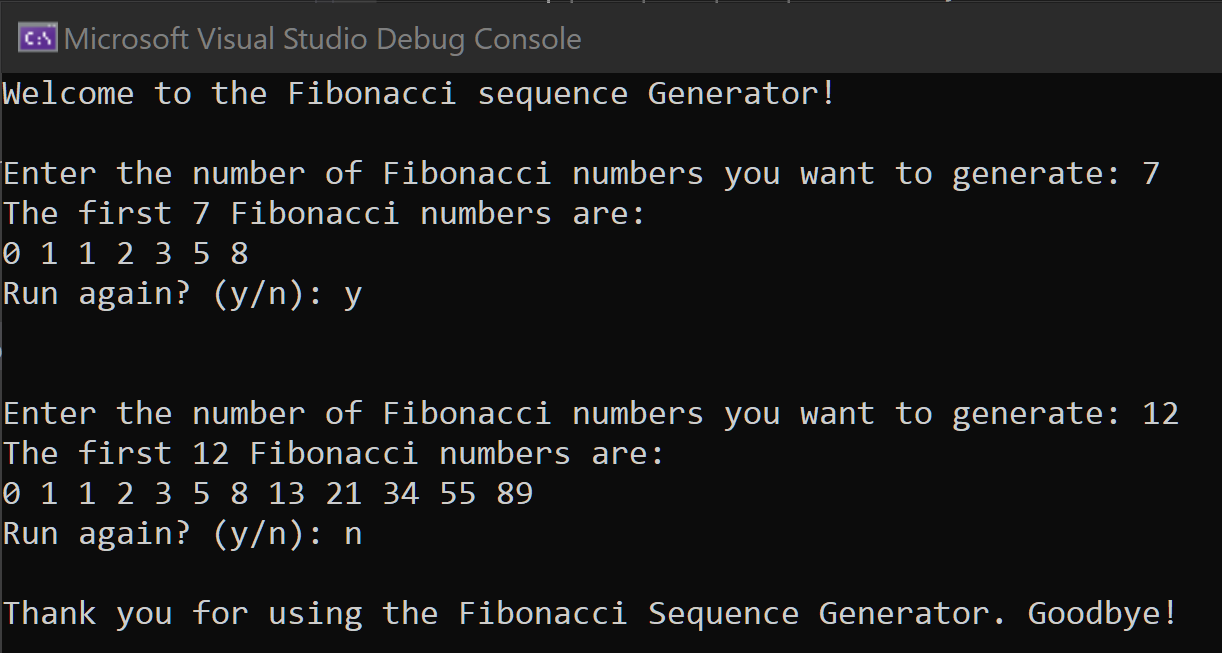 C:\ Microsoft Visual Studio Debug Console
Welcome to the Fibonacci sequence Generator!
Enter the number of Fibonacci numbers you want to generate: 7
The first 7 Fibonacci numbers are:
0 1 1 2 3 5 8
Run again? (y/n): y
Enter the number of Fibonacci numbers you want to generate: 12
The first 12 Fibonacci numbers are:
0 1 1 2 3 5 8 13 21 34 55 89
Run again? (y/n): n
Thank you for using the Fibonacci Sequence Generator. Goodbye!